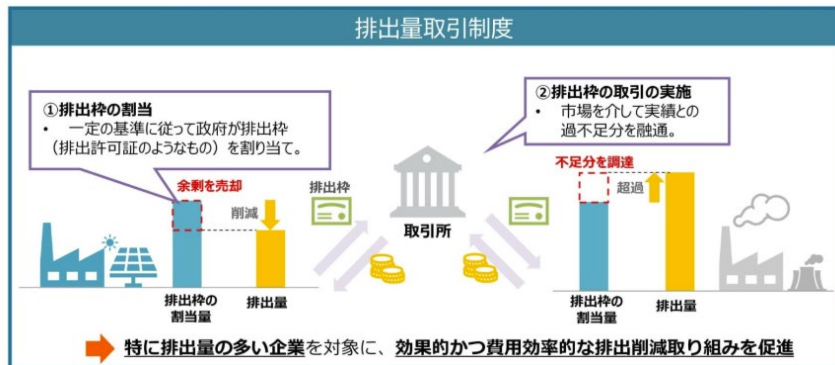 排出量取引制度
①排出枠の割当
• 一定の基準に従って政府が排出枠
（排出許可証のようなもの）を割り当て。
②排出枠の取引の実施
• 市場を介して実績との
過不足分を融通。
余剰を売却
削減
排出枠
取引所
不足分を調達
超過
排出枠の
割当量
排出量
排出枠の
割当量
排出量
特に排出量の多い企業を対象に、効果的かつ費用効率的な排出削減取り組みを促進